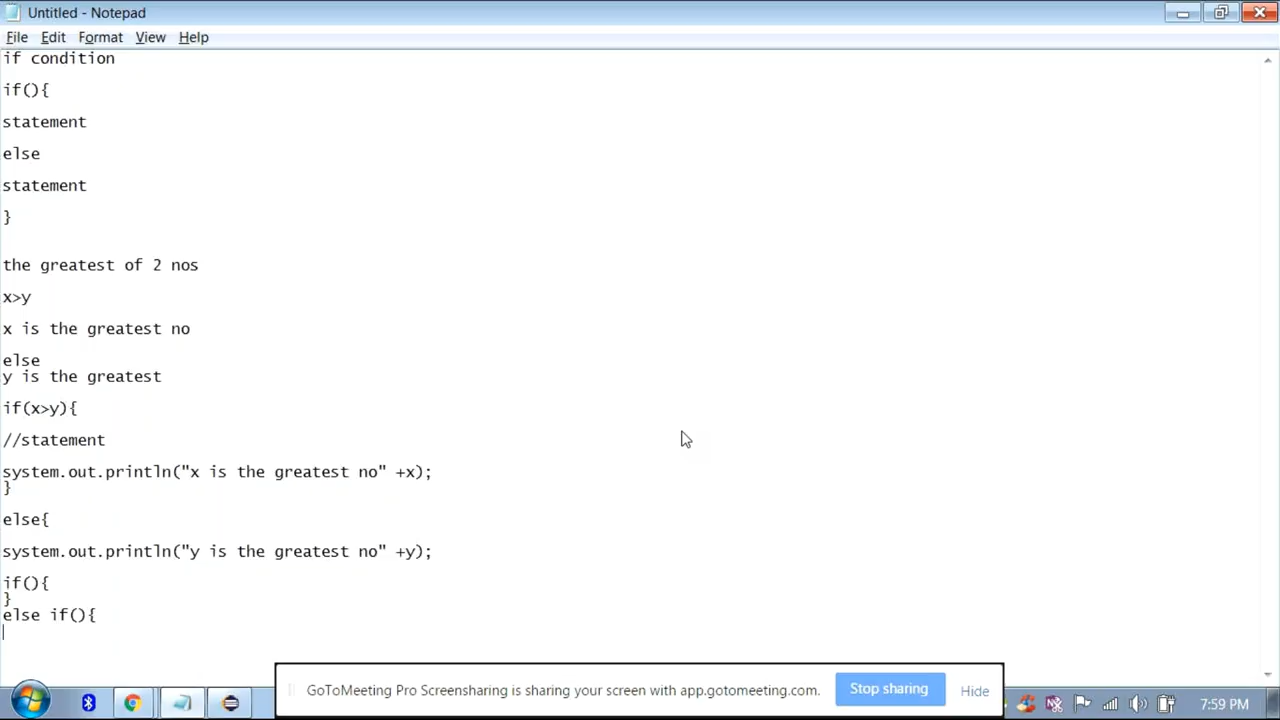 Untitled - Notepad
File Edit Format View Help
if condition
if(){
statement
else
statement
}
the greatest of 2 nos
x>y
x is the greatest no
else
y is the greatest
if(x>y){
//statement
system.out.println("x is the greatest no" +x);
}
else{
system.out.println("y is the greatest no" +y);
if(){
}
else if(){
GoToMeeting Pro Screensharing is sharing your screen with app.gotomeeting.com. Stop sharing Hide
7:59 PM